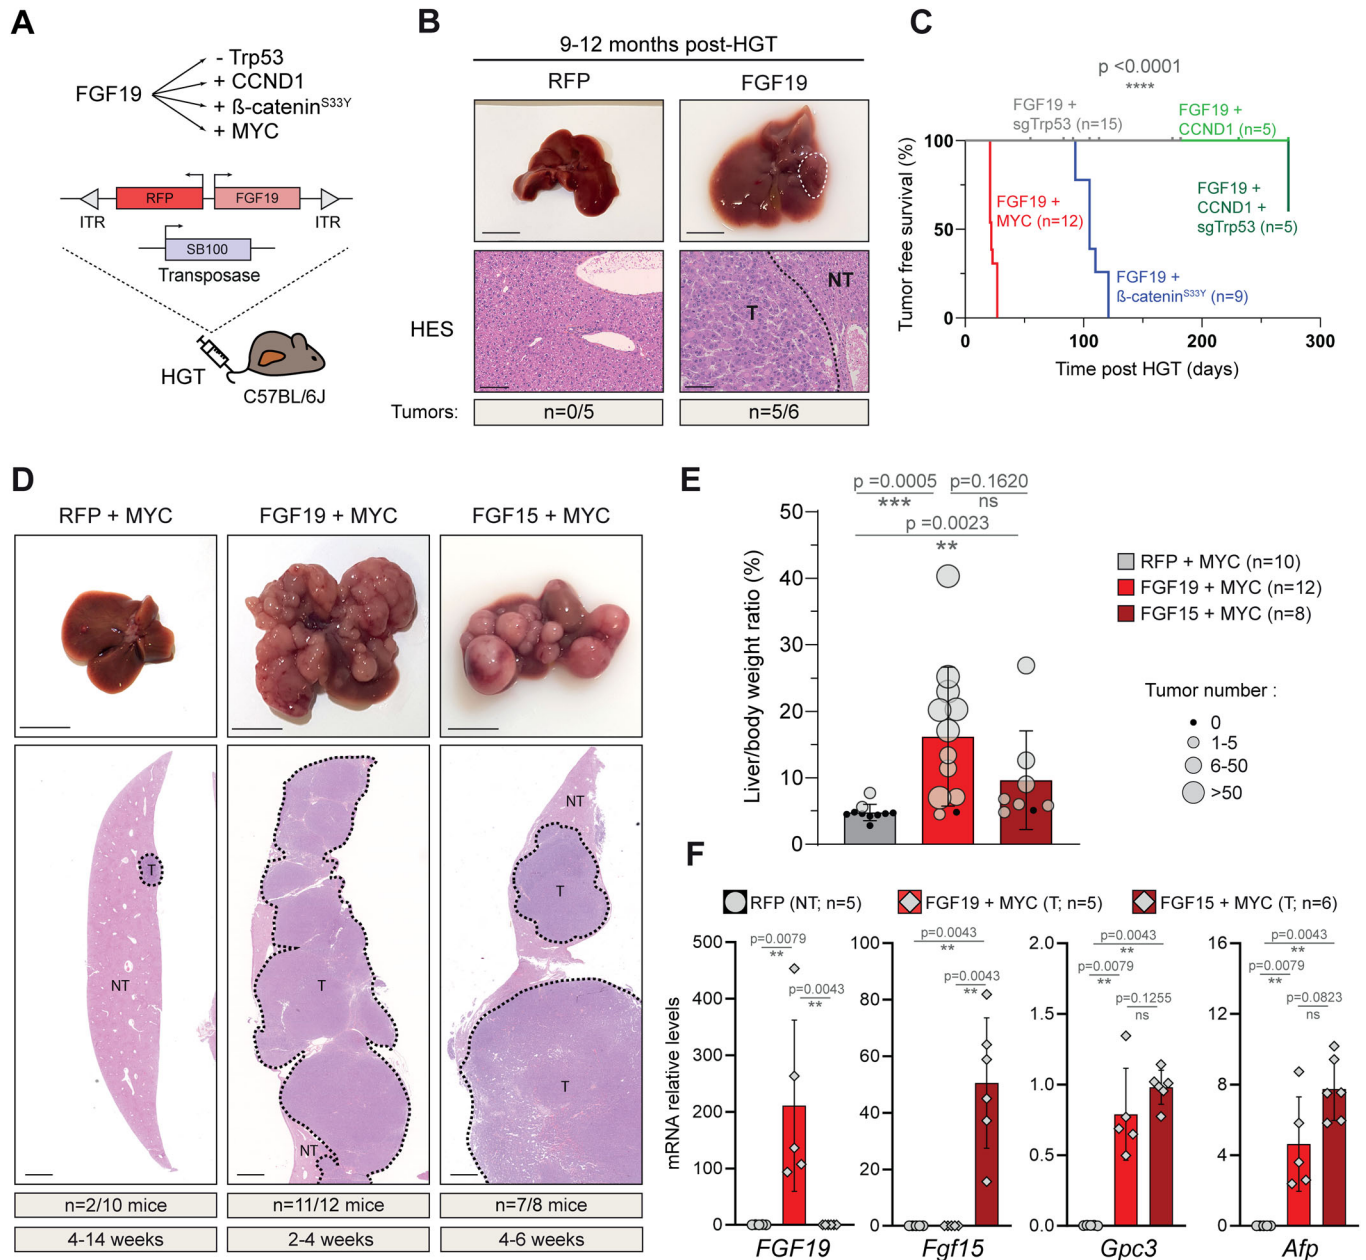 A
FGF19
- Trp53
+ CCND1
+ ß-catenin^S33Y
+ MYC
RFP
FGF19
ITR
ITR
SB100
Transposase
HGT
C57BL/6J
B
9-12 months post-HGT
RFP
FGF19
HES
T
NT
Tumors:
n=0/5
n=5/6
C
p <0.0001
****
FGF19 +
sgTrp53 (n=15)
FGF19 +
CCND1 (n=5)
FGF19 +
MYC (n=12)
FGF19 +
CCND1 +
sgTrp53 (n=5)
FGF19 +
ß-catenin^S33Y (n=9)
Tumor free survival (%)
100
50
0
0
100
200
300
Time post HGT (days)
D
RFP + MYC
FGF19 + MYC
FGF15 + MYC
T
NT
T
NT
NT
T
T
n=2/10 mice
n=11/12 mice
n=7/8 mice
4-14 weeks
2-4 weeks
4-6 weeks
E
p =0.0005
***
p=0.1620
ns
p =0.0023
**
Liver/body weight ratio (%)
50
40
30
20
10
0
RFP + MYC (n=10)
FGF19 + MYC (n=12)
FGF15 + MYC (n=8)
Tumor number :
0
1-5
6-50
>50
F
RFP (NT; n=5)
FGF19 + MYC (T; n=5)
FGF15 + MYC (T; n=6)
mRNA relative levels
500
400
300
200
100
0
p=0.0079
**
p=0.0043
**
FGF19
100
80
60
40
20
0
p=0.0043
**
p=0.0043
**
Fgf15
2.0
1.5
1.0
0.5
0.0
p=0.0043
**
p=0.0079
**
p=0.1255
ns
Gpc3
16
12
8
4
0
p=0.0043
**
p=0.0079
**
p=0.0823
ns
Afp